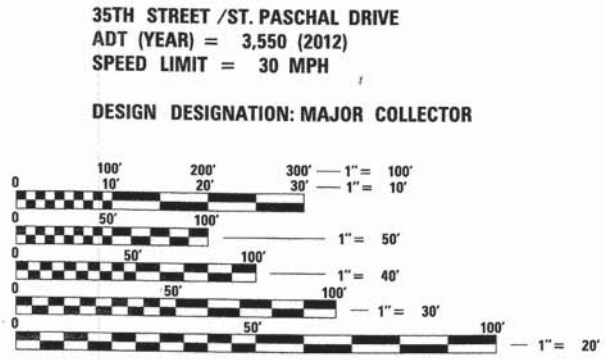 35TH STREET /ST. PASCHAL DRIVE
ADT (YEAR) = 3,550 (2012)
SPEED LIMIT = 30 MPH
DESIGN DESIGNATION: MAJOR COLLECTOR
100' 200' 300' 1"= 100'
0 10' 20' 30' 1"= 10'
0 50' 100'
1"= 50'
0 50' 100'
1"= 40'
0 50' 100'
1"= 30'
0 50' 100'
1"= 20'